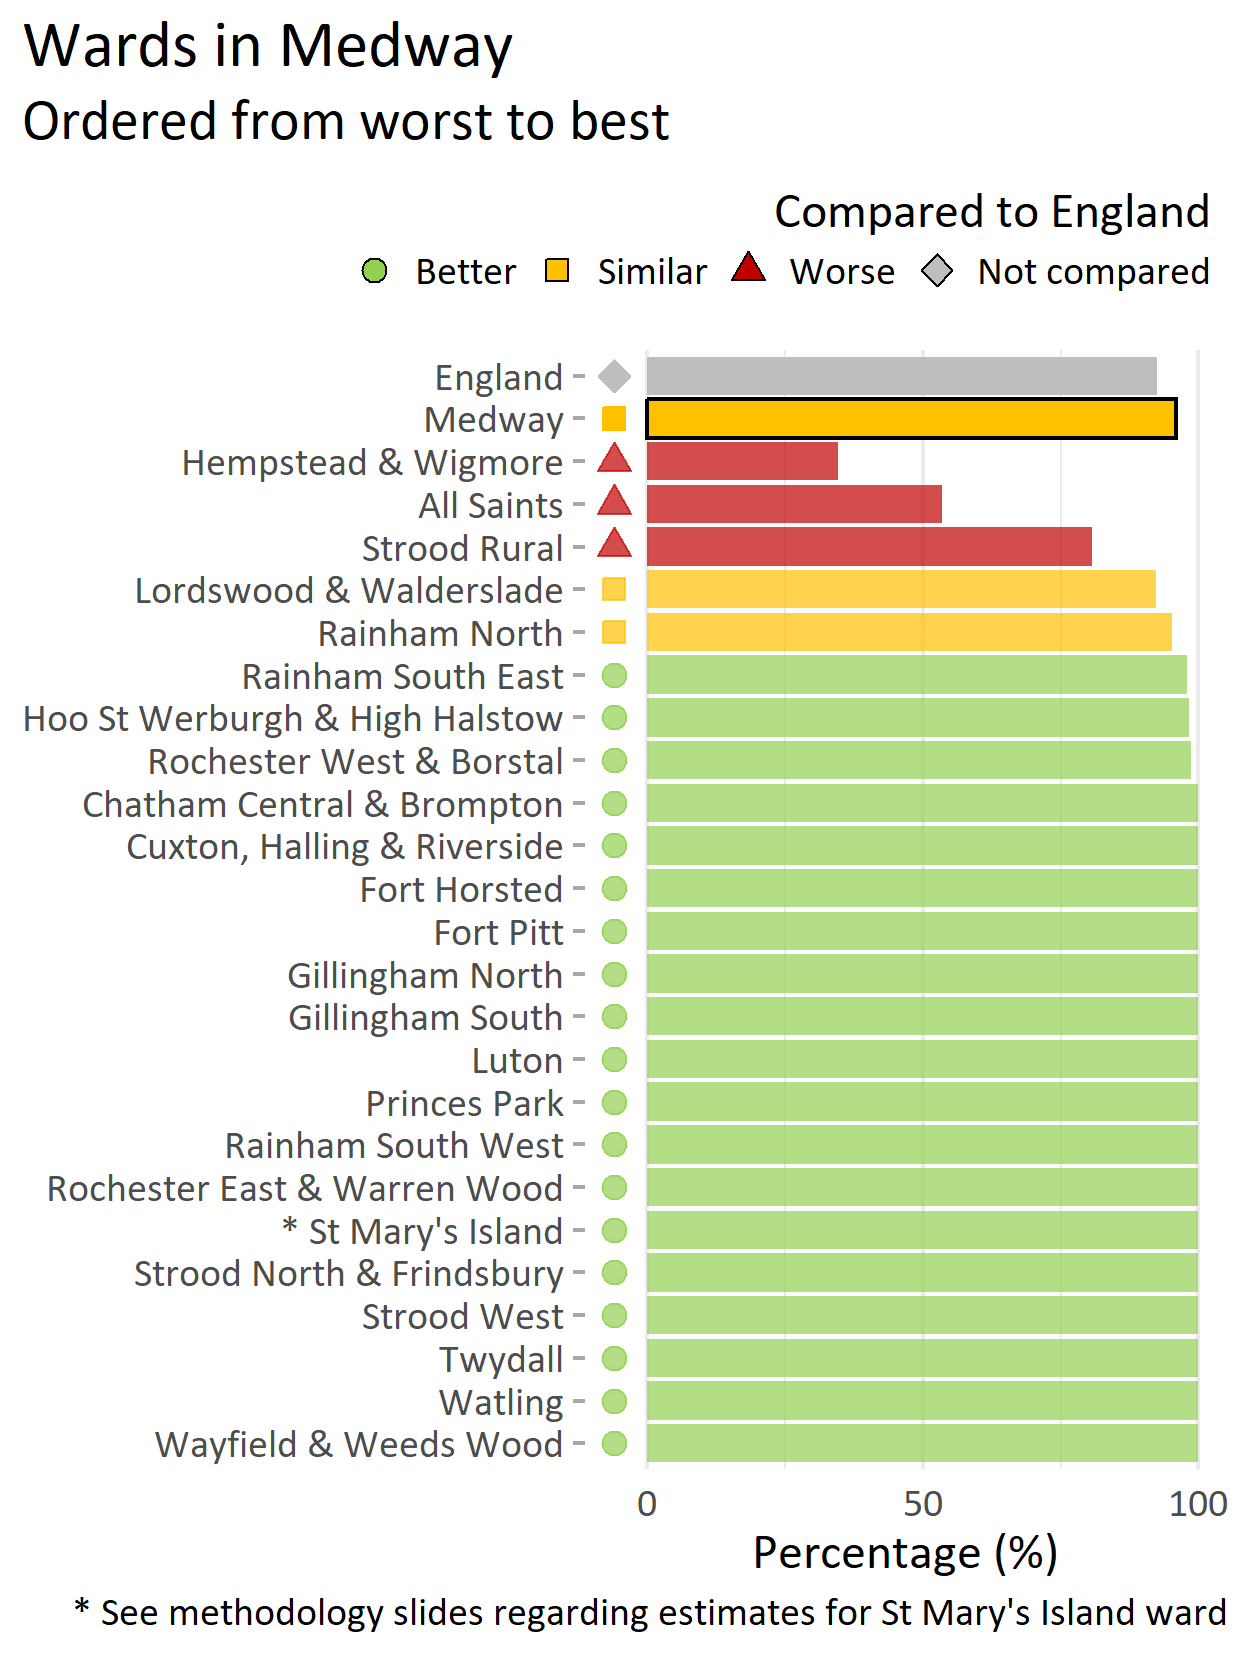 Wards in Medway
Ordered from worst to best
Compared to England
Better Similar Worse Not compared
England
Medway
Hempstead & Wigmore
All Saints
Strood Rural
Lordswood & Walderslade
Rainham North
Rainham South East
Hoo St Werburgh & High Halstow
Rochester West & Borstal
Chatham Central & Brompton
Cuxton, Halling & Riverside
Fort Horsted
Fort Pitt
Gillingham North
Gillingham South
Luton
Princes Park
Rainham South West
Rochester East & Warren Wood
* St Mary's Island
Strood North & Frindsbury
Strood West
Twydall
Watling
Wayfield & Weeds Wood
0 50 100
Percentage (%)
* See methodology slides regarding estimates for St Mary's Island ward